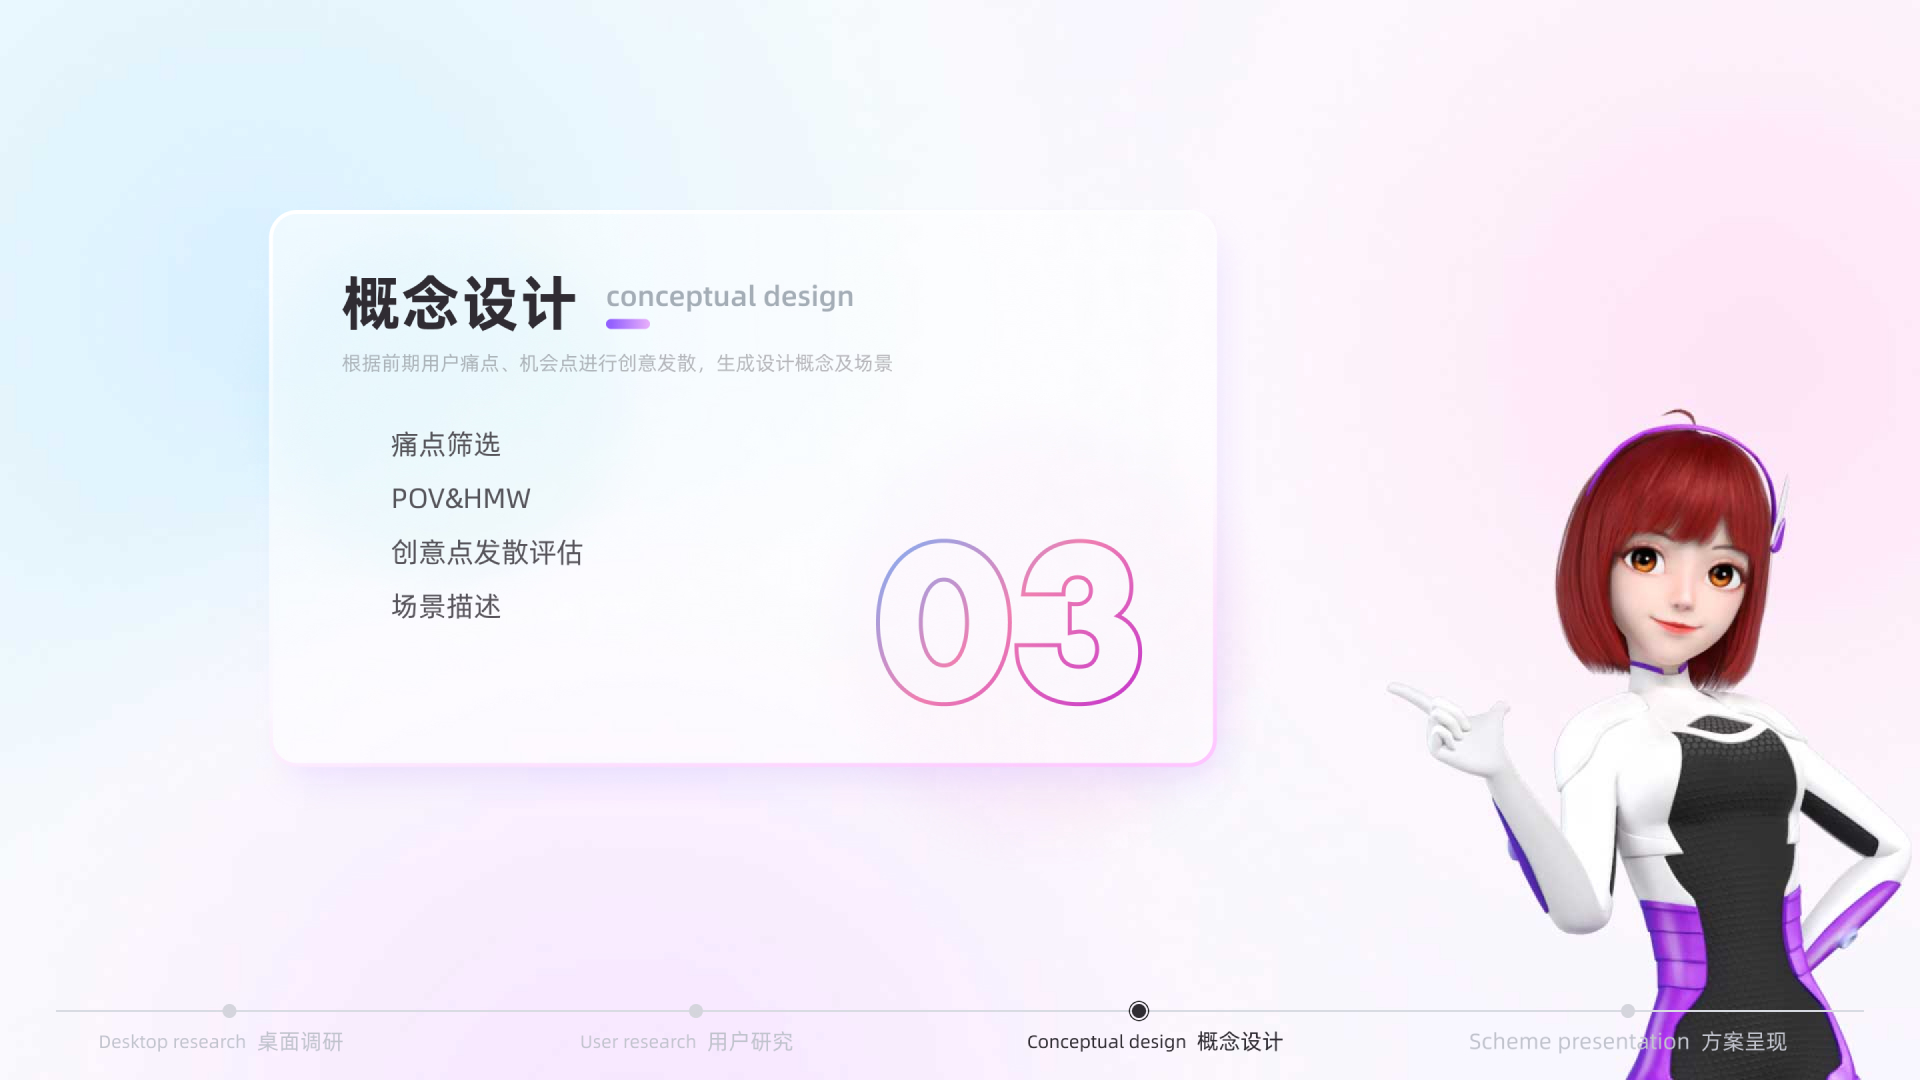 概念设计 conceptual design
根据前期用户痛点、机会点进行创意发散，生成设计概念及场景
痛点筛选
POV&HMW
创意点发散评估
场景描述
03
Desktop research 桌面调研
User research 用户研究
Conceptual design 概念设计
Scheme presentation 方案呈现